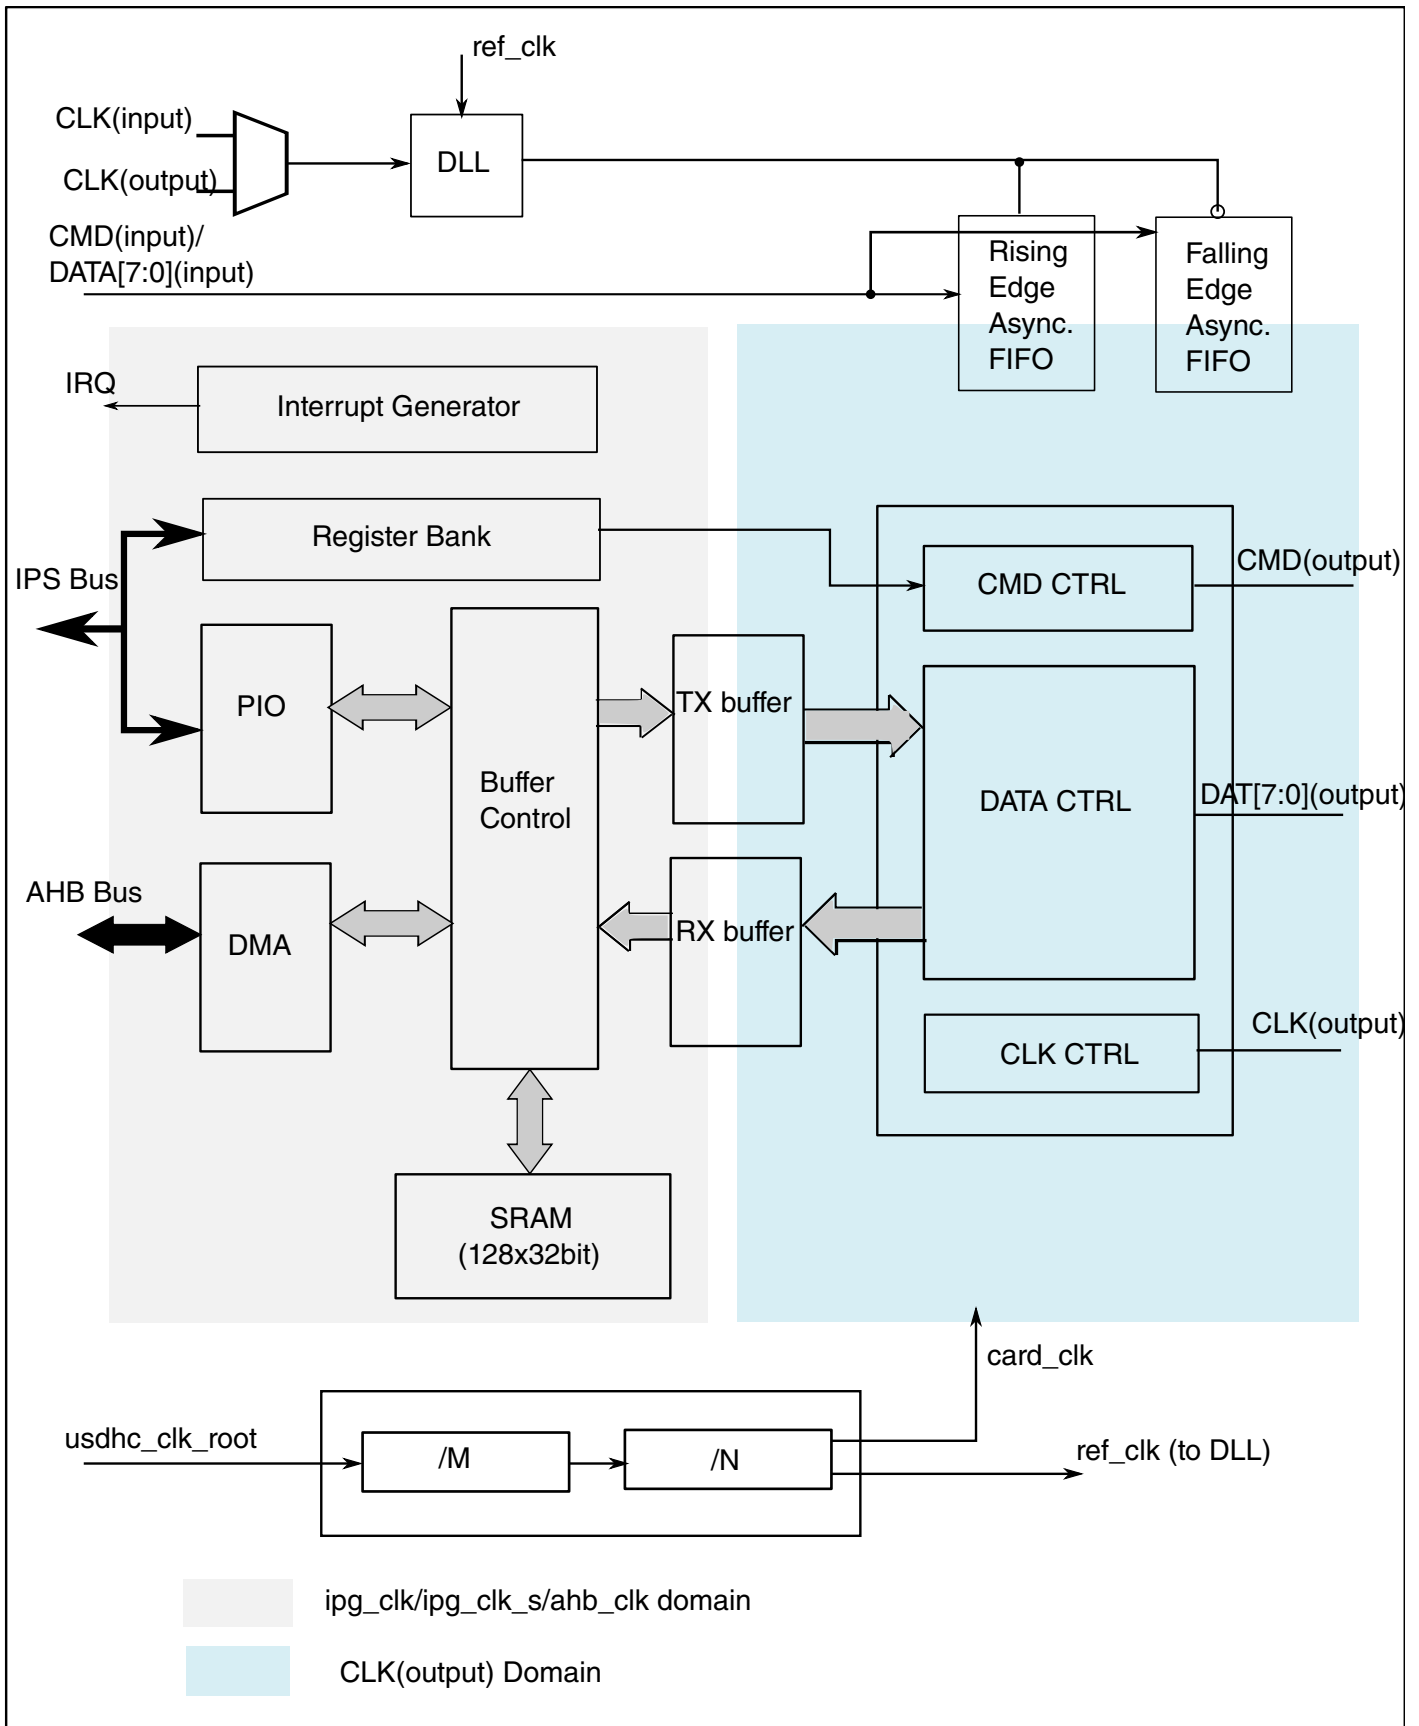 ref_clk
CLK(input)
CLK(output)
DLL
CMD(input)/
DATA[7:0](input)
Rising
Edge
Async.
FIFO
Falling
Edge
Async.
FIFO
IRQ
Interrupt Generator
Register Bank
IPS Bus
CMD CTRL
CMD(output)
PIO
TX buffer
Buffer
Control
DATA CTRL
DAT[7:0](output)
AHB Bus
DMA
RX buffer
CLK CTRL
CLK(output)
SRAM
(128x32bit)
card_clk
usdhc_clk_root
/M
/N
ref_clk (to DLL)
ipg_clk/ipg_clk_s/ahb_clk domain
CLK(output) Domain